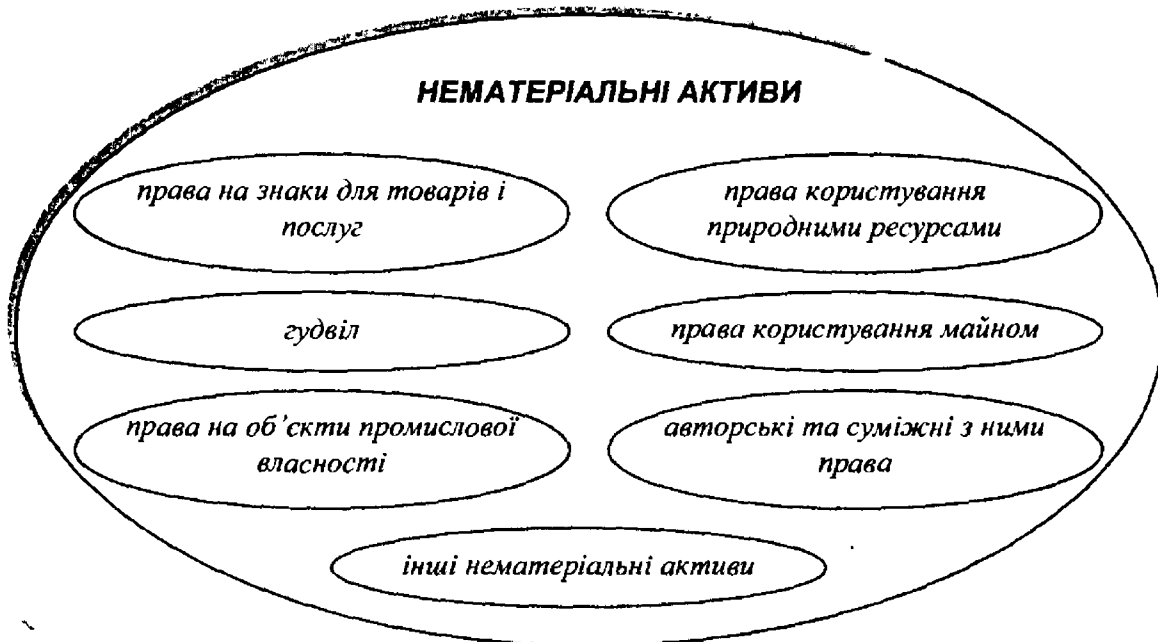 НЕМАТЕРІАЛЬНІ АКТИВИ
права на знаки для товарів і
послуг
права користування
природними ресурсами
гудвіл
права користування майном
права на об'єкти промислової
власності
авторські та суміжні з ними
права
інші нематеріальні активи